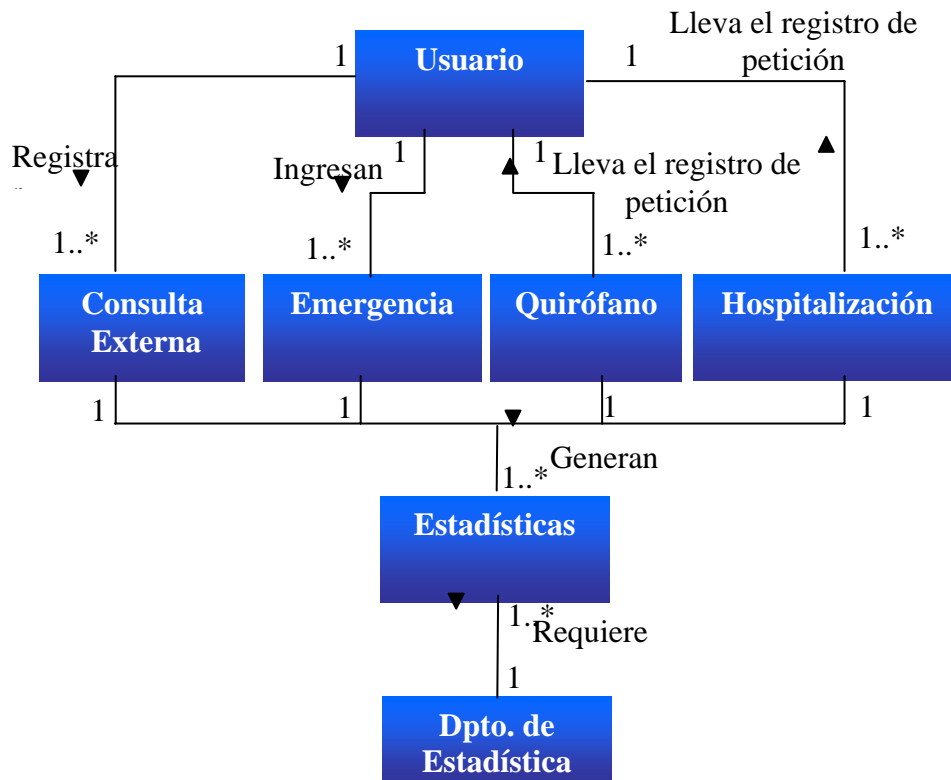 Lleva el registro de
petición
1
Usuario
1
Registra
Ingresan
1
1
Lleva el registro de
petición
1..*
1..*
1..*
1..*
Consulta
Externa
Emergencia
Quirófano
Hospitalización
1
1
1
1
Generan
1..*
Estadísticas
1..*
Requiere
1
Dpto. de
Estadística